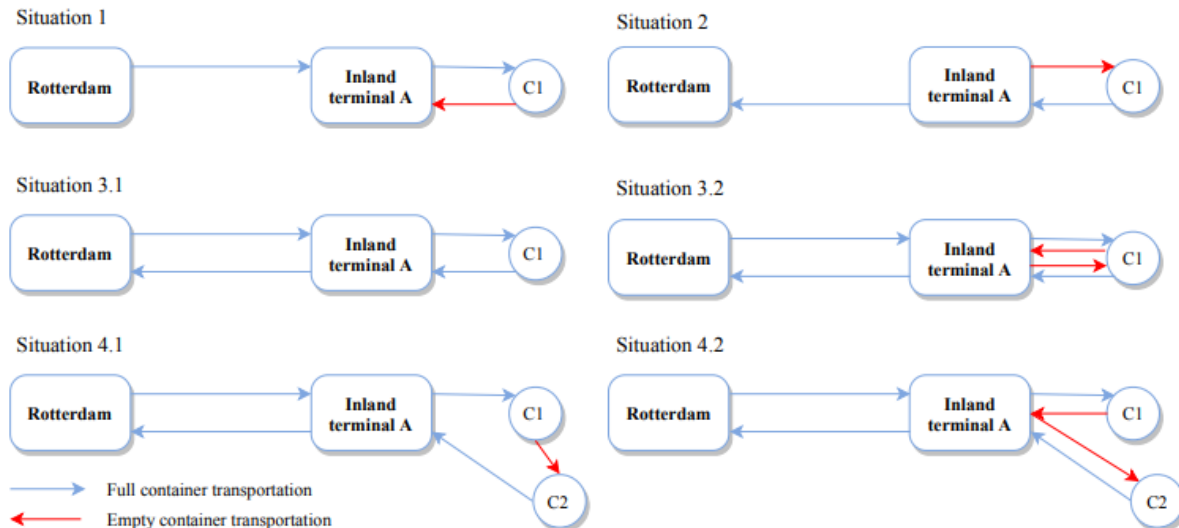 Situation 1
Rotterdam
Inland
terminal A
C1
Situation 2
Rotterdam
Inland
terminal A
C1
Situation 3.1
Rotterdam
Inland
terminal A
C1
Situation 3.2
Rotterdam
Inland
terminal A
C1
Situation 4.1
Rotterdam
Inland
terminal A
C1
C2
Situation 4.2
Rotterdam
Inland
terminal A
C1
C2
Full container transportation
Empty container transportation